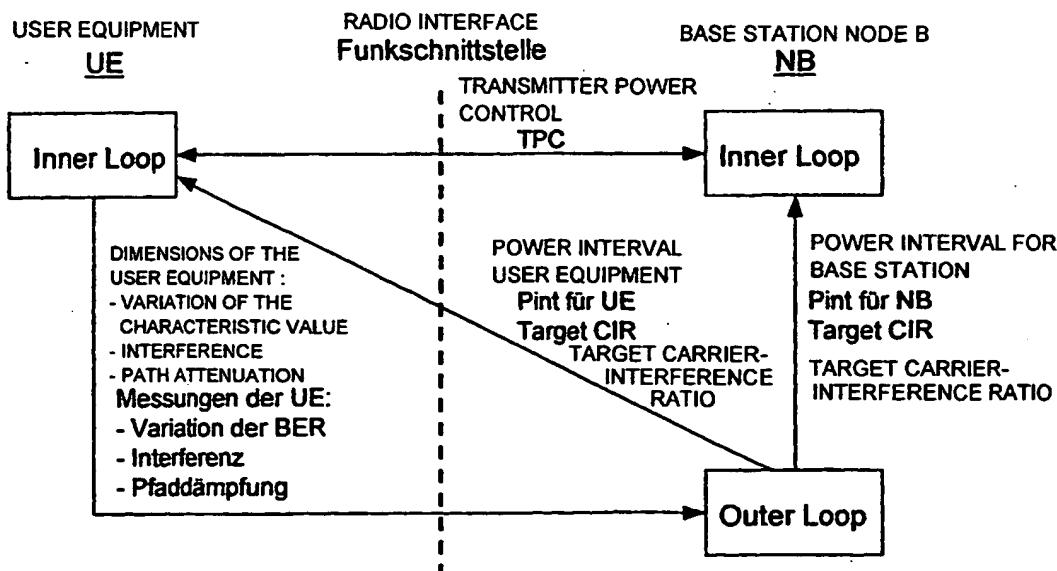 USER EQUIPMENT
UE
RADIO INTERFACE
Funkschnittstelle
BASE STATION NODE B
NB
Inner Loop
TRANSMITTER POWER
CONTROL
TPC
Inner Loop
DIMENSIONS OF THE
USER EQUIPMENT :
- VARIATION OF THE
CHARACTERISTIC VALUE
- INTERFERENCE
- PATH ATTENUATION
Messungen der UE:
- Variation der BER
- Interferenz
- Pfaddämpfung
POWER INTERVAL
USER EQUIPMENT
Pint für UE
Target CIR
TARGET CARRIER-
INTERFERENCE
RATIO
POWER INTERVAL FOR
BASE STATION
Pint für NB
Target CIR
TARGET CARRIER-
INTERFERENCE RATIO
Outer Loop